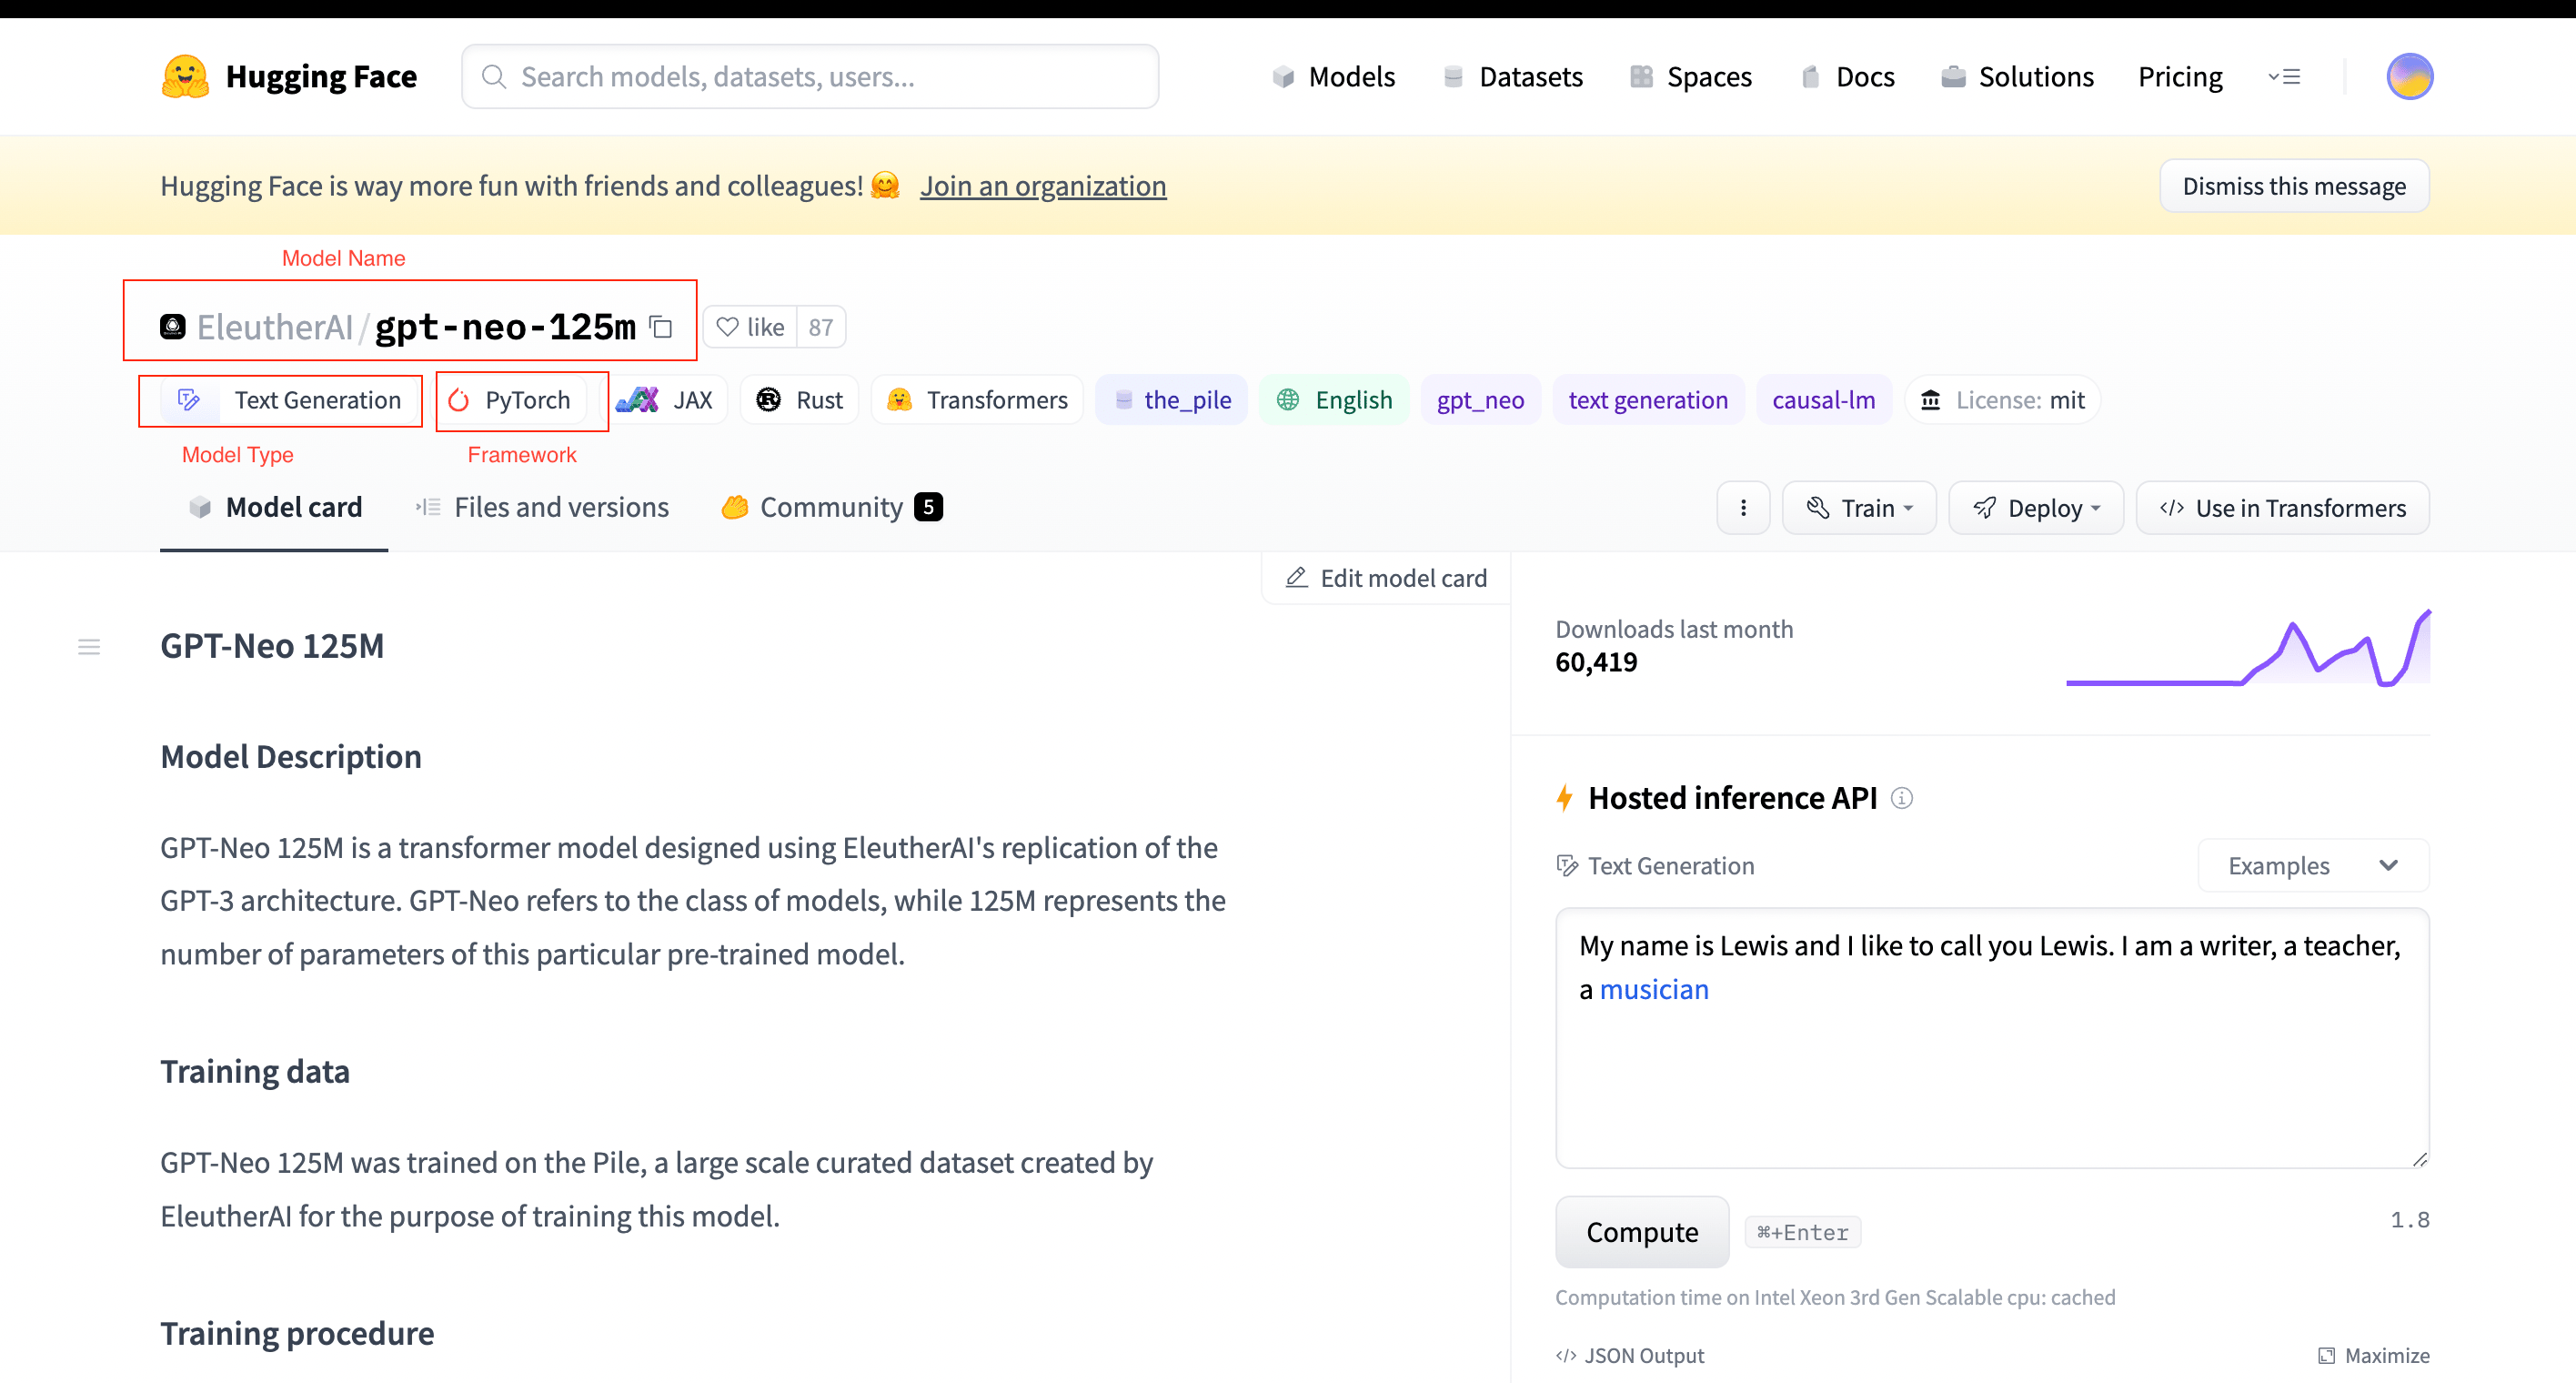 Hugging Face
Search models, datasets, users...
Models
Datasets
Spaces
Docs
Solutions
Pricing
Hugging Face is way more fun with friends and colleagues! 🤗 Join an organization
Dismiss this message
Model Name
EleutherAI/gpt-neo-125m
like 87
Text Generation
PyTorch
JAX
Rust
Transformers
the_pile
English
gpt_neo
text generation
causal-lm
License: mit
Model Type
Framework
Model card
Files and versions
Community 5
Train
Deploy
</> Use in Transformers
Edit model card
GPT-Neo 125M
Model Description
GPT-Neo 125M is a transformer model designed using EleutherAI's replication of the
GPT-3 architecture. GPT-Neo refers to the class of models, while 125M represents the
number of parameters of this particular pre-trained model.
Training data
GPT-Neo 125M was trained on the Pile, a large scale curated dataset created by
EleutherAI for the purpose of training this model.
Training procedure
Downloads last month
60,419
Hosted inference API
Text Generation
Examples
My name is Lewis and I like to call you Lewis. I am a writer, a teacher,
a musician
Compute
⌘+Enter
1.8
Computation time on Intel Xeon 3rd Gen Scalable cpu: cached
</> JSON Output
Maximize